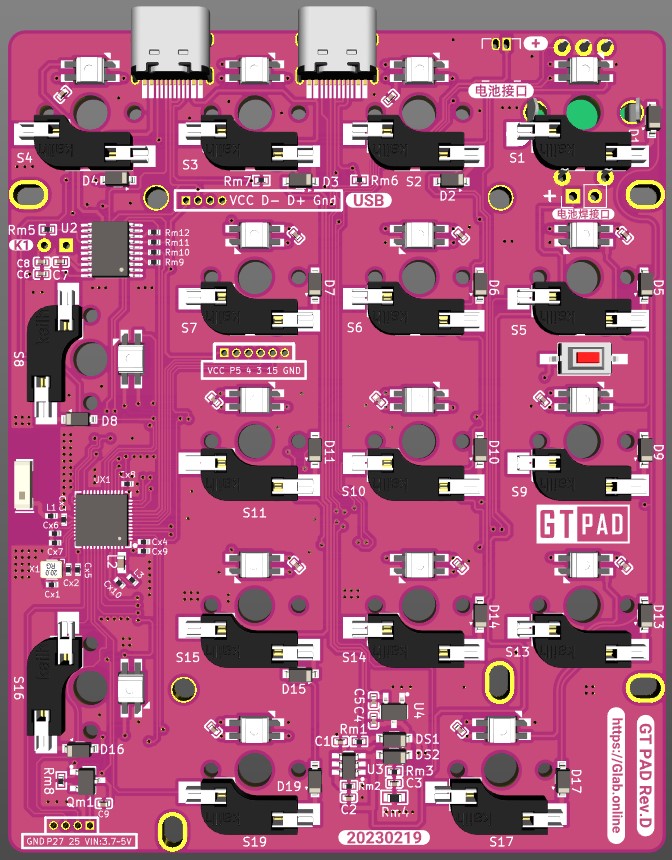 +
电池接口
S4
S3
S2
S1
D1
D4
Rm7
D3
Rm6
D2
VCC D- D+ Gnd
USB
+
电池焊接口
Rm5
U2
K1
C8
C7
C6
Rm12
Rm11
Rm10
Rm9
D7
D6
D5
S7
S6
S5
S8
VCC P5 4 3 15 GND
D8
D11
D10
D9
UX1
Cx9
S11
S10
S9
L1
Cx3
Cx6
Cx7
GT PAD
Cx4
Cx9
L2
L3
X1
Cx2
Cx5
Cx1
Cx10
D14
D13
S15
S14
S13
S16
D15
D16
C5
C4
U4
Rm1
C1
DS1
DS2
U3
Rm3
Rm2
C3
C2
Rm4
D19
D17
Rm8
Qm1
C9
GND P27 25 VIN:3.7-5V
S19
S17
20230219
https://Glab.online
GT PAD Rev.D